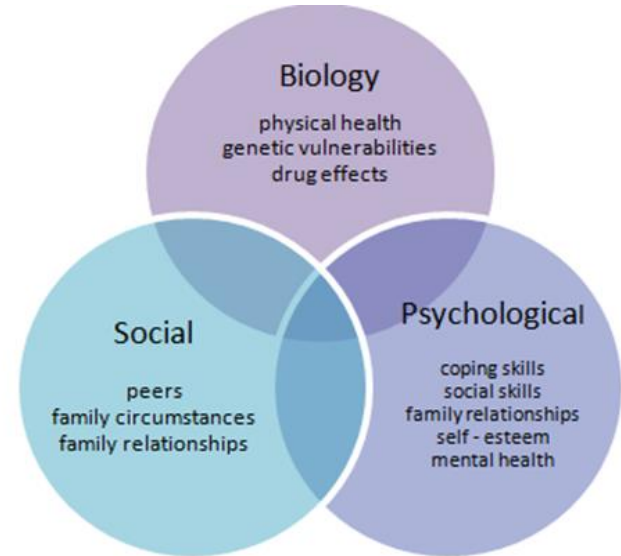 Biology
physical health
genetic vulnerabilities
drug effects
Social
peers
family circumstances
family relationships
Psychological
coping skills
social skills
family relationships
self - esteem
mental health